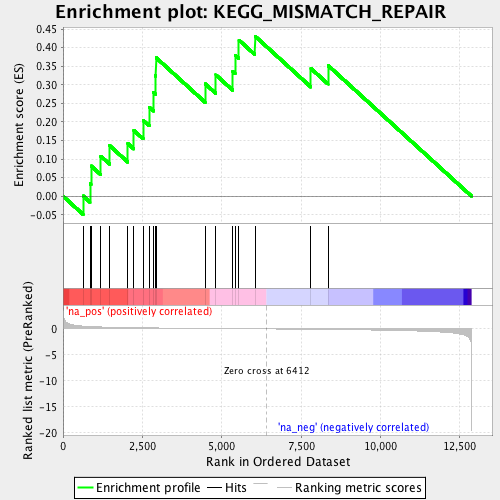 Enrichment plot: KEGG_MISMATCH_REPAIR
Enrichment score (ES)
0.45
0.40
0.35
0.30
0.25
0.20
0.15
0.10
0.05
0.00
-0.05
'na_pos' (positively correlated)
Ranked list metric (PreRanked)
0
-5
-10
-15
-20
Zero cross at 6412
'na_neg' (negatively correlated)
0
2,500
5,000
7,500
10,000
12,500
Rank in Ordered Dataset
Enrichment profile
Hits
Ranking metric scores